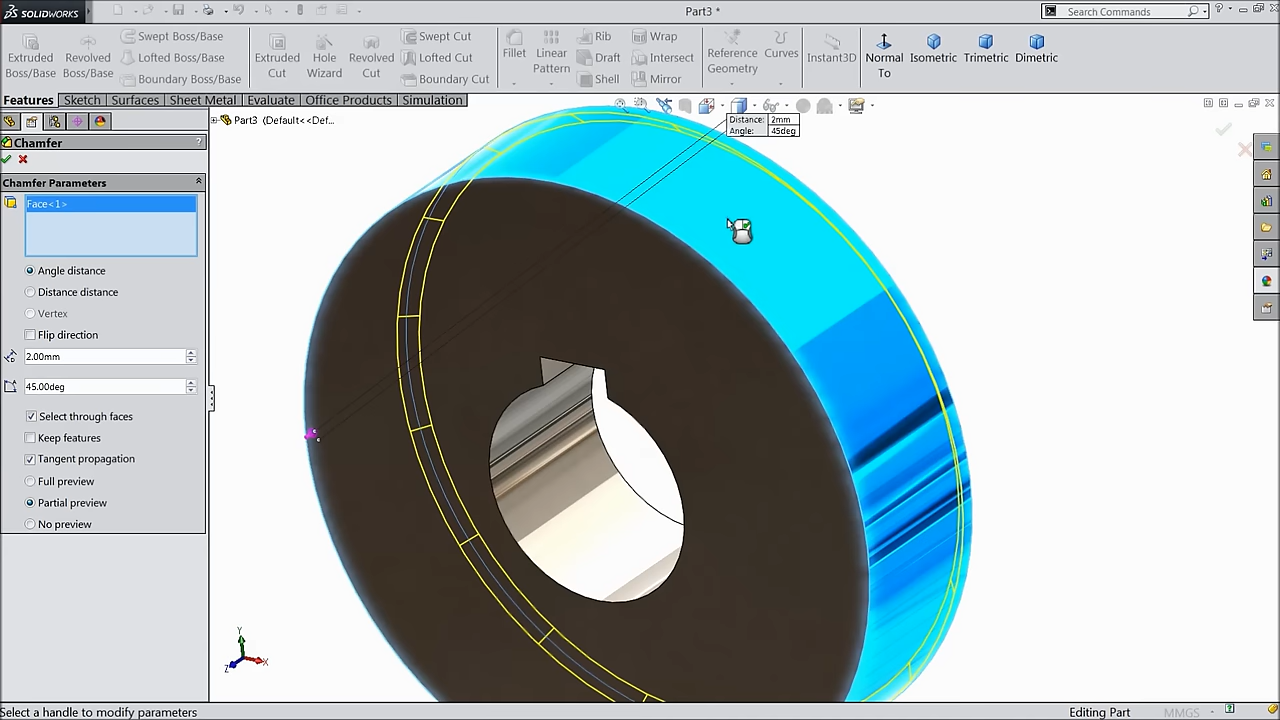 SOLIDWORKS
Part3 *
Search Commands
Extruded Boss/Base
Revolved Boss/Base
Swept Boss/Base
Lofted Boss/Base
Boundary Boss/Base
Extruded Cut
Hole Wizard
Revolved Cut
Swept Cut
Lofted Cut
Boundary Cut
Fillet
Linear Pattern
Rib
Draft
Shell
Wrap
Intersect
Mirror
Reference Geometry
Curves
Instant3D
Normal To
Isometric
Trimetric
Dimetric
Features
Sketch
Surfaces
Sheet Metal
Evaluate
Office Products
Simulation
Part3 (Default<<Def...
Chamfer
?
Chamfer Parameters
Face<1>
Angle distance
Distance distance
Vertex
Flip direction
2.00mm
45.00deg
Select through faces
Keep features
Tangent propagation
Full preview
Partial preview
No preview
Distance: 2mm
Angle: 45deg
Y
X
Z
Select a handle to modify parameters
Editing Part
MMGS